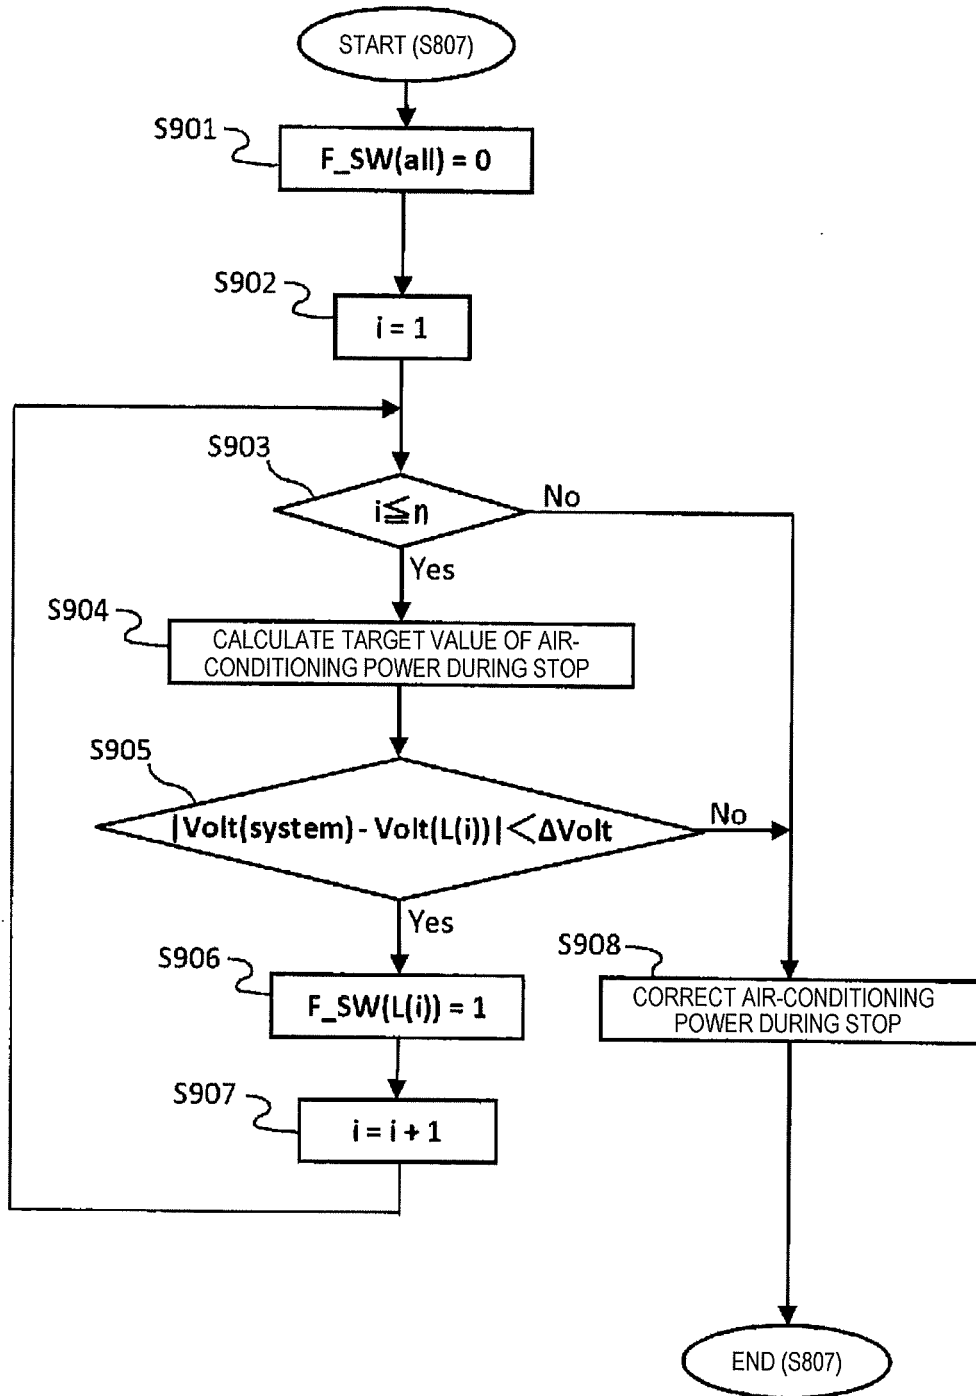 START (S807)
S901
F_SW(all) = 0
S902
i = 1
S903
i≦n
No
Yes
S904
CALCULATE TARGET VALUE OF AIR-
CONDITIONING POWER DURING STOP
S905
|Volt(system) - Volt(L(i))|<ΔVolt
No
Yes
S906
F_SW(L(i)) = 1
S908
CORRECT AIR-CONDITIONING
POWER DURING STOP
S907
i = i + 1
END (S807)